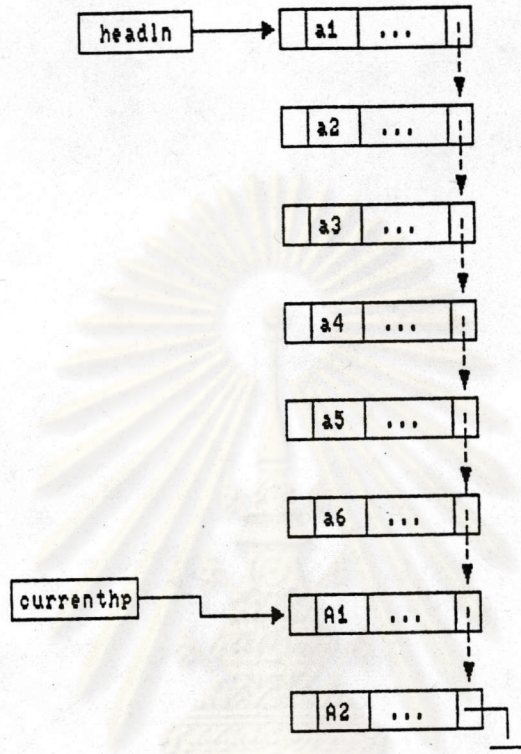 headln a1 ...
a2 ...
a3 ...
a4 ...
a5 ...
a6 ...
currenthp A1 ...
A2 ...